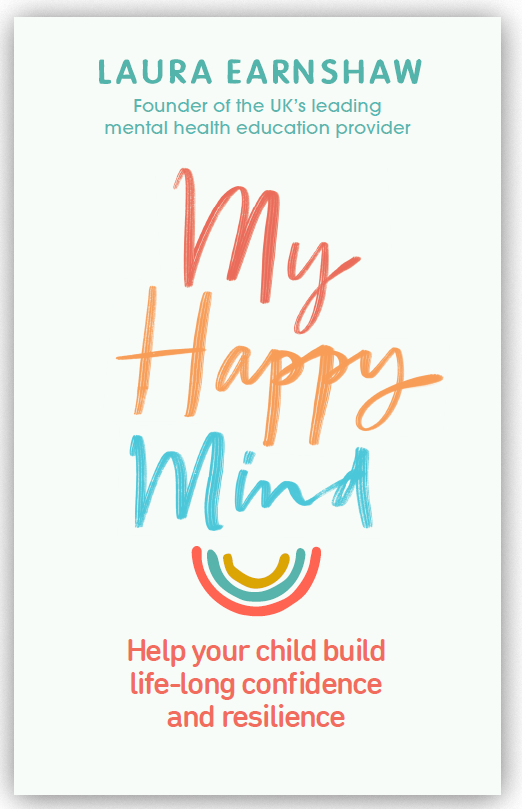 LAURA EARNSHAW
Founder of the UK's leading
mental health education provider
My
Happy
Mind
Help your child build
life-long confidence
and resilience